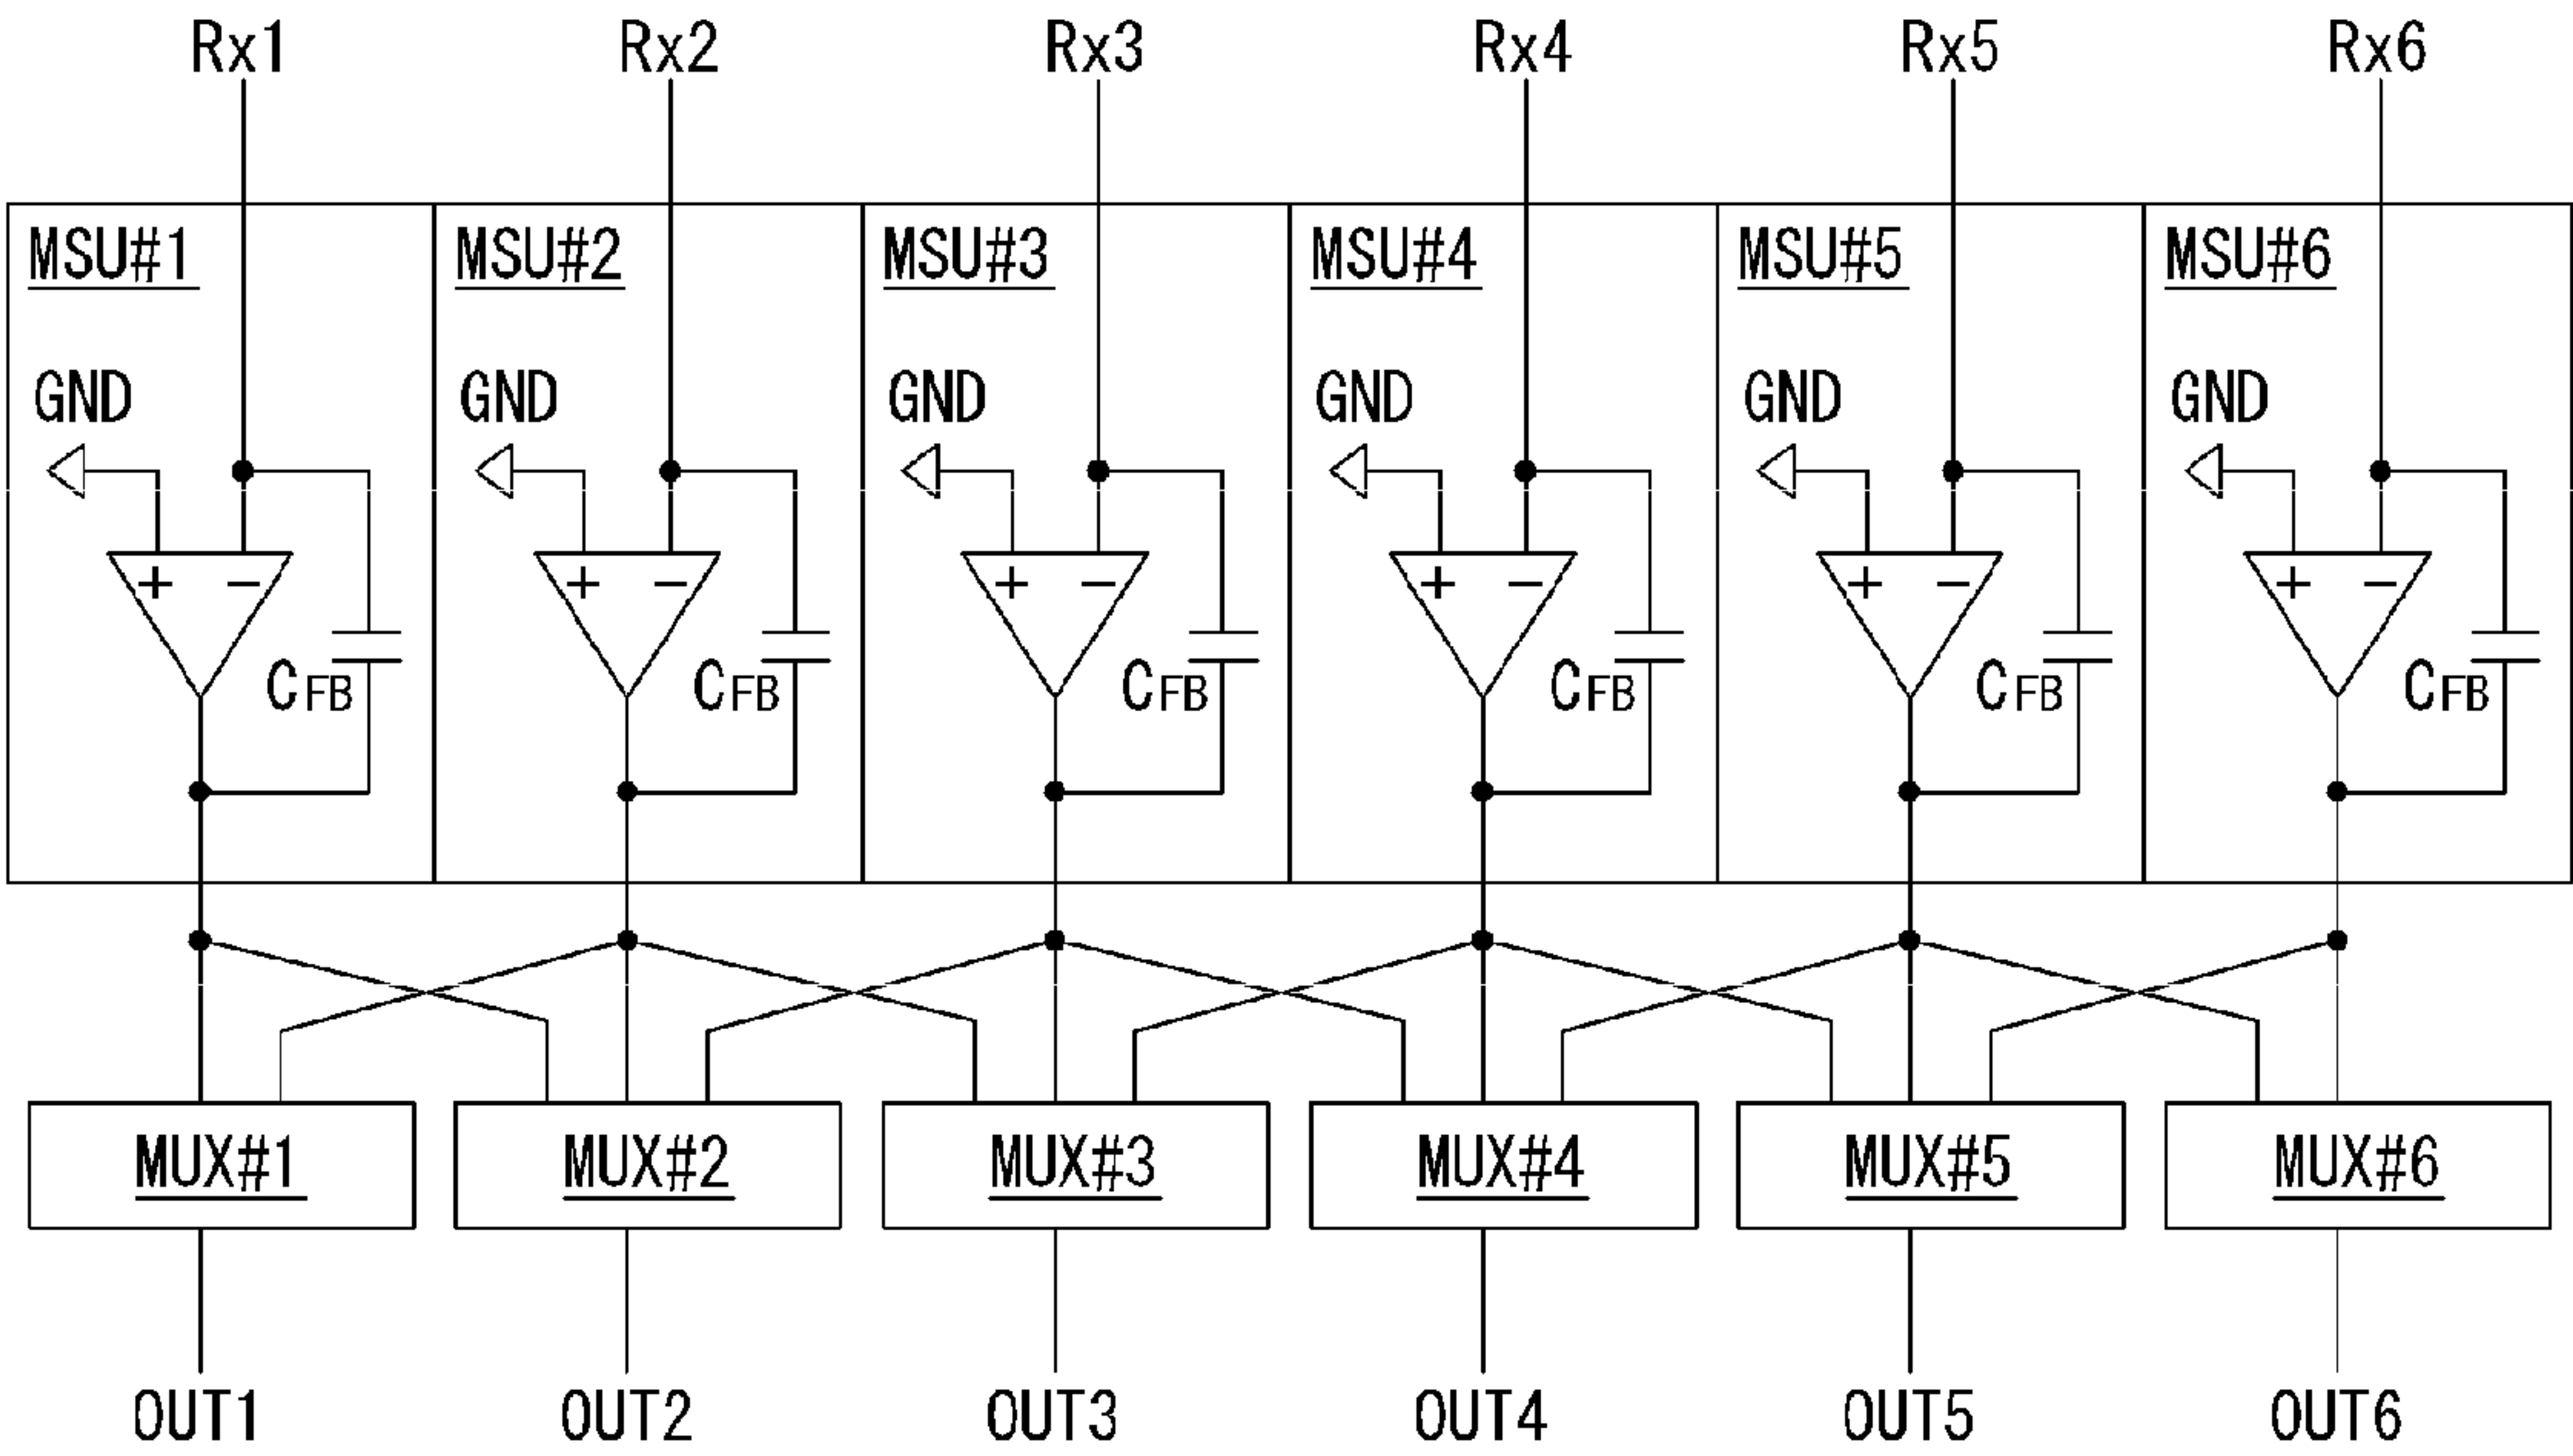 Rx1 Rx2 Rx3 Rx4 Rx5 Rx6
MSU#1 MSU#2 MSU#3 MSU#4 MSU#5 MSU#6
GND GND GND GND GND GND
+ − + − + − + − + − + −
CFB CFB CFB CFB CFB CFB
MUX#1 MUX#2 MUX#3 MUX#4 MUX#5 MUX#6
OUT1 OUT2 OUT3 OUT4 OUT5 OUT6